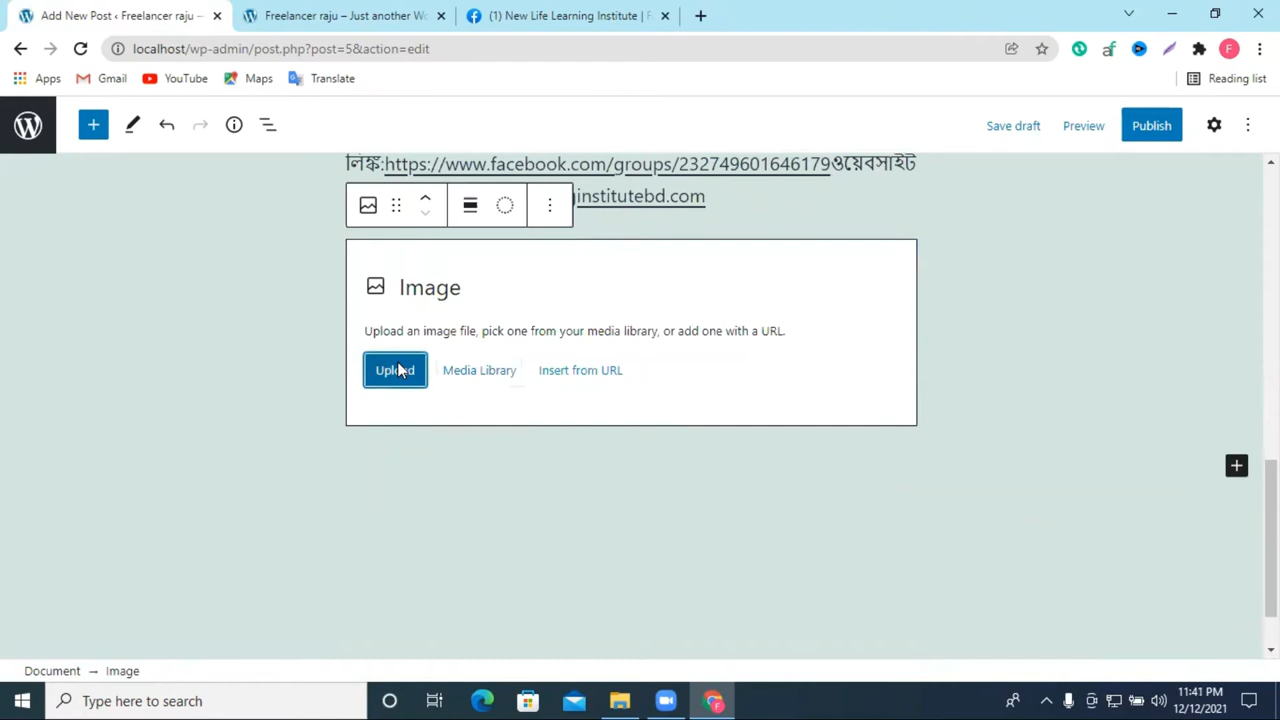 Add New Post ‹ Freelancer raju —
Freelancer raju – Just another Wo
(1) New Life Learning Institute | F
localhost/wp-admin/post.php?post=5&action=edit
Apps
Gmail
YouTube
Maps
Translate
Reading list
Save draft
Preview
Publish
লিঙ্ক:https://www.facebook.com/groups/232749601646179ওয়েবসাইট
ginstitutebd.com
Image
Upload an image file, pick one from your media library, or add one with a URL.
Upload
Media Library
Insert from URL
Document → Image
Type here to search
11:41 PM
12/12/2021